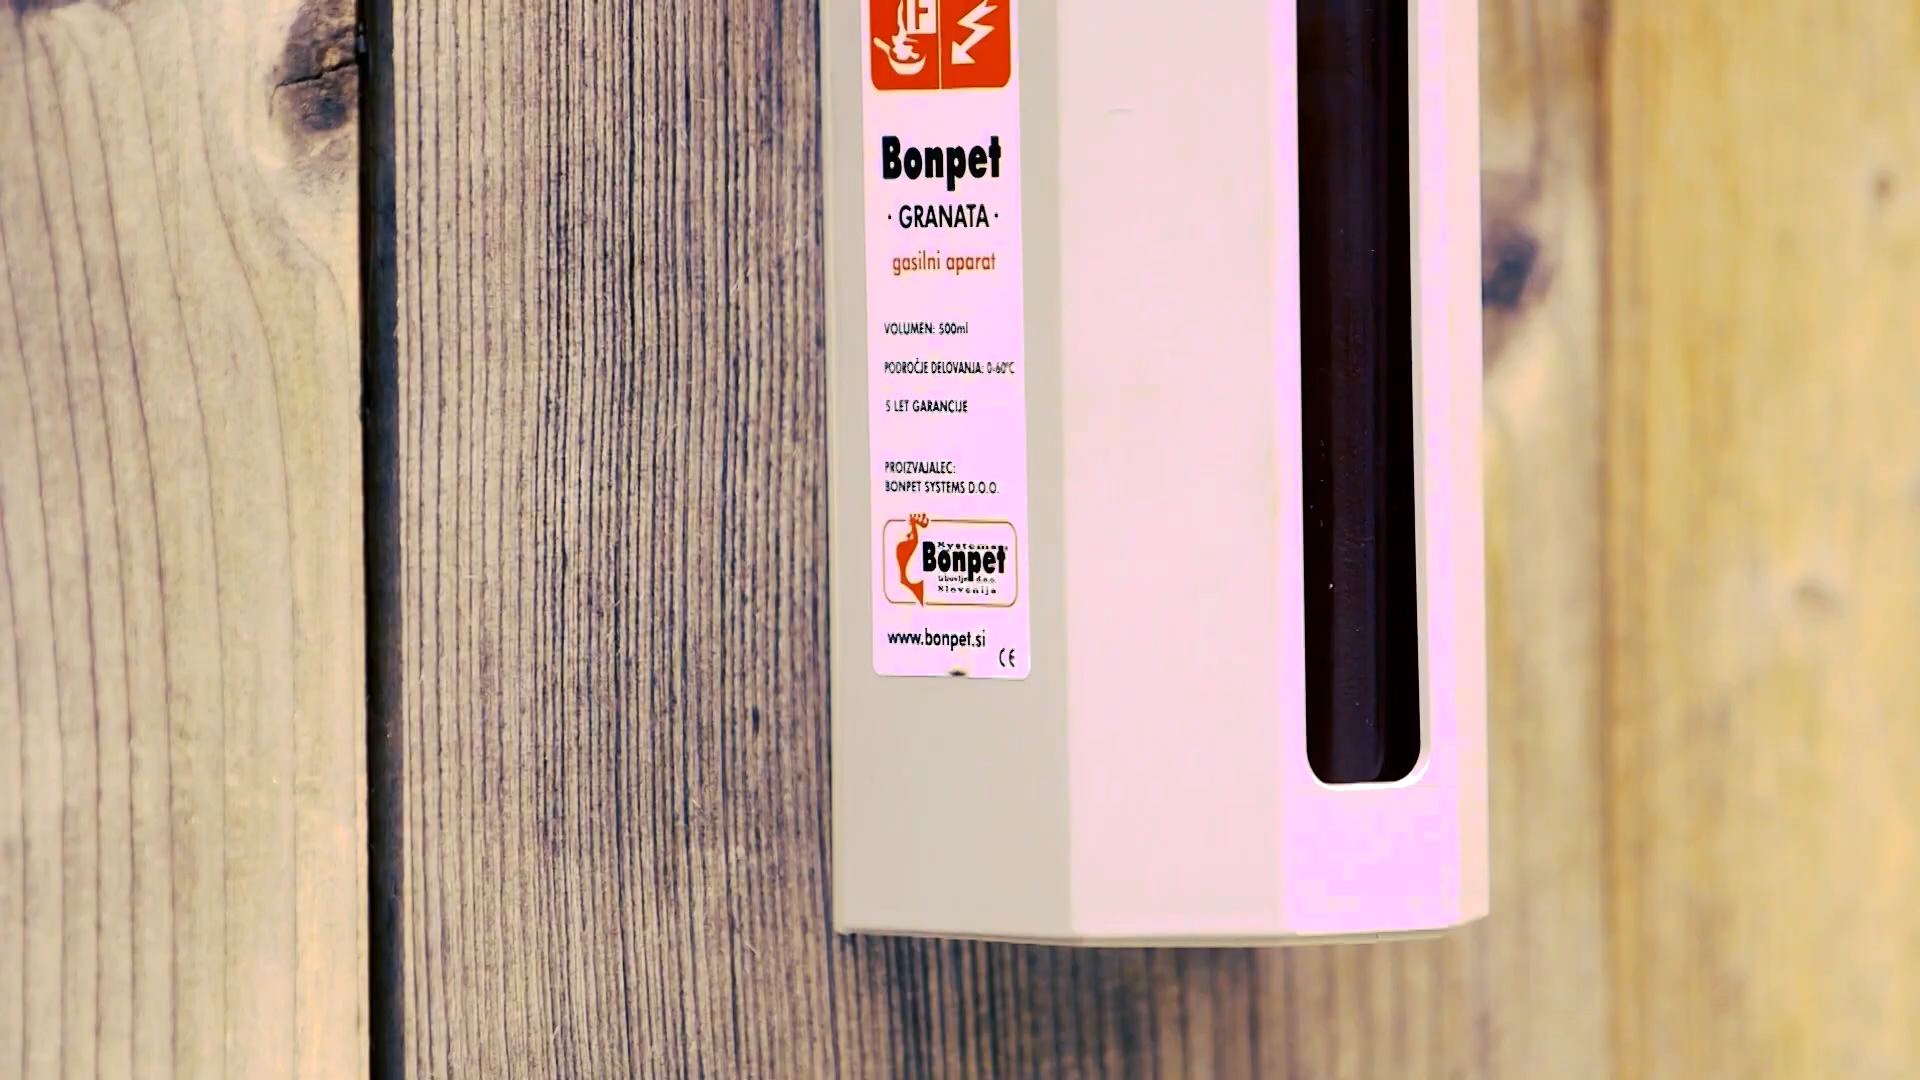 F
Bonpet
· GRANATA ·
gasilni aparat
VOLUMEN: 500ml
PODROČJE DELOVANJA: 0-60°C
5 LET GARANCIJE
PROIZVAJALEC:
BONPET SYSTEMS D.O.O.
Systems
Bonpet
d.o.o.
Slovenija
www.bonpet.si
CE